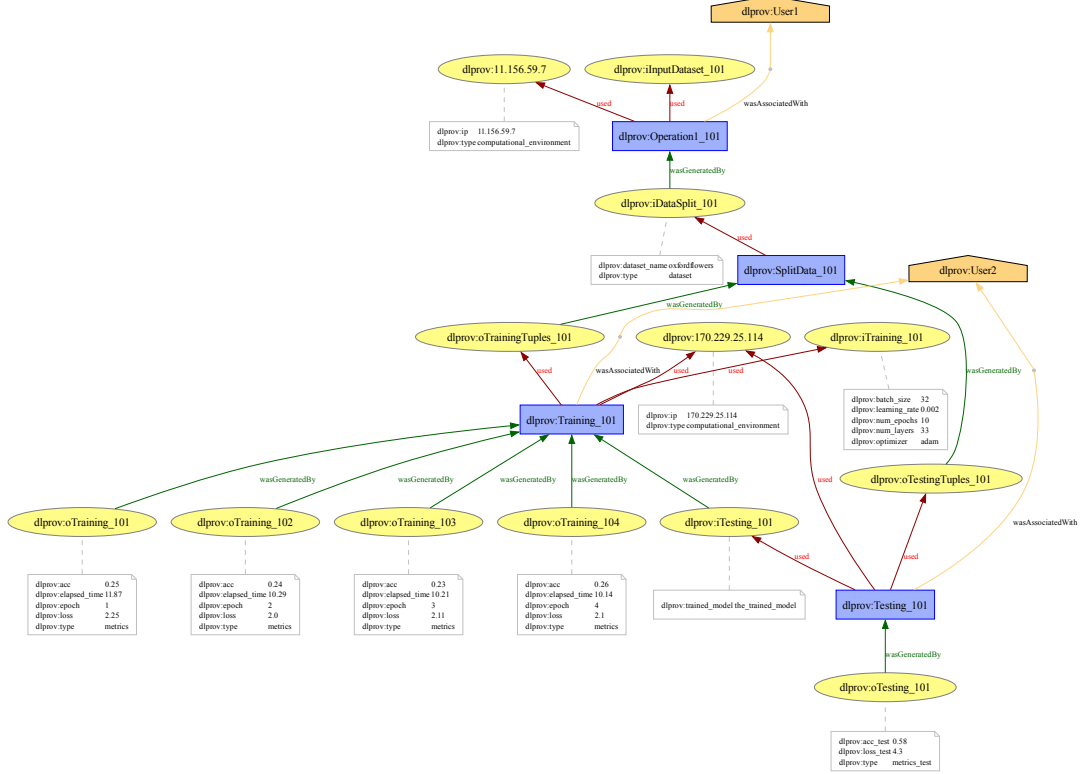 dlprov:User1
dlprov:11.156.59.7
dlprov:iInputDataset_101
used
used
wasAssociatedWith
dlprov:ip 11.156.59.7
dlprov:type computational_environment
dlprov:Operation1_101
wasGeneratedBy
dlprov:iDataSplit_101
used
dlprov:dataset_name oxfordflowers
dlprov:type dataset
dlprov:SplitData_101
dlprov:User2
wasGeneratedBy
dlprov:oTrainingTuples_101
dlprov:170.229.25.114
dlprov:iTraining_101
used
wasAssociatedWith
used
used
wasGeneratedBy
dlprov:ip 170.229.25.114
dlprov:type computational_environment
dlprov:batch_size 32
dlprov:learning_rate 0.002
dlprov:num_epochs 10
dlprov:num_layers 33
dlprov:optimizer adam
dlprov:Training_101
wasGeneratedBy
wasGeneratedBy
wasGeneratedBy
wasGeneratedBy
wasGeneratedBy
used
dlprov:oTestingTuples_101
dlprov:oTraining_101
dlprov:oTraining_102
dlprov:oTraining_103
dlprov:oTraining_104
dlprov:iTesting_101
wasAssociatedWith
used
used
dlprov:acc 0.25
dlprov:elapsed_time 11.87
dlprov:epoch 1
dlprov:loss 2.25
dlprov:type metrics
dlprov:acc 0.24
dlprov:elapsed_time 10.29
dlprov:epoch 2
dlprov:loss 2.0
dlprov:type metrics
dlprov:acc 0.23
dlprov:elapsed_time 10.21
dlprov:epoch 3
dlprov:loss 2.11
dlprov:type metrics
dlprov:acc 0.26
dlprov:elapsed_time 10.14
dlprov:epoch 4
dlprov:loss 2.1
dlprov:type metrics
dlprov:trained_model the_trained_model
dlprov:Testing_101
wasGeneratedBy
dlprov:oTesting_101
dlprov:acc_test 0.58
dlprov:loss_test 4.3
dlprov:type metrics_test